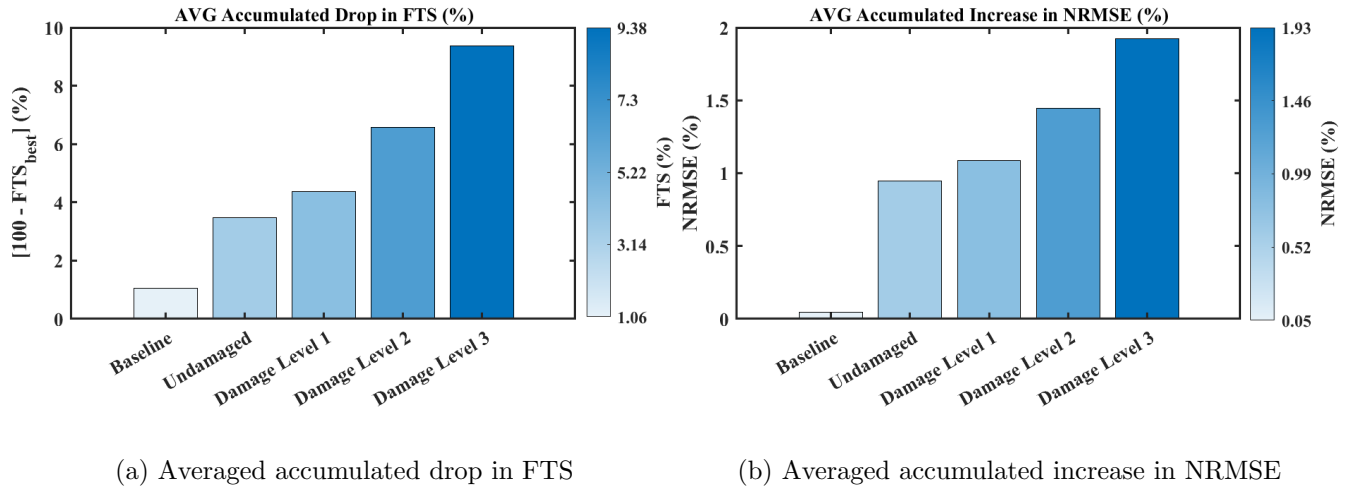 AVG Accumulated Drop in FTS (%)
[100 - FTS_best] (%)
10
8
6
4
2
0
Baseline
Undamaged
Damage Level 1
Damage Level 2
Damage Level 3
9.38
7.3
5.22
3.14
1.06
FTS (%)
(a) Averaged accumulated drop in FTS
AVG Accumulated Increase in NRMSE (%)
NRMSE (%)
2
1.5
1
0.5
0
Baseline
Undamaged
Damage Level 1
Damage Level 2
Damage Level 3
1.93
1.46
0.99
0.52
0.05
NRMSE (%)
(b) Averaged accumulated increase in NRMSE